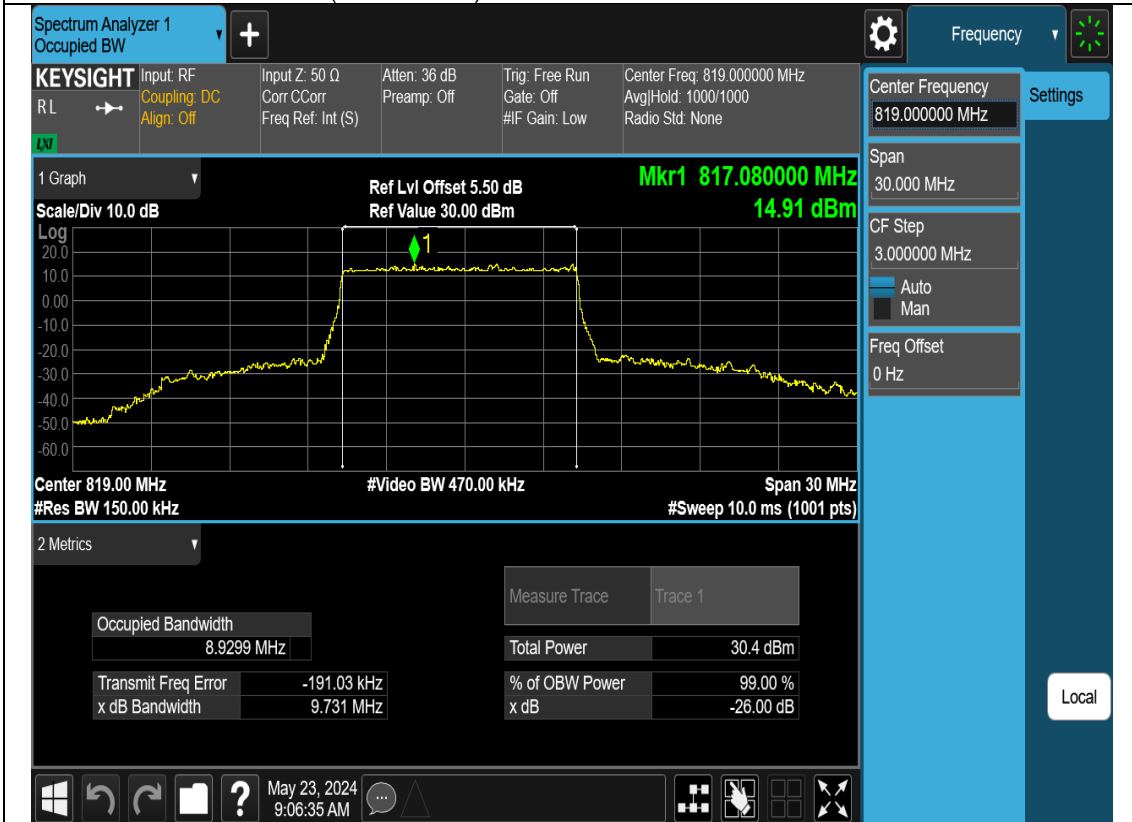 Spectrum Analyzer 1
Occupied BW
Frequency
KEYSIGHT
RL
LXI
Input: RF
Coupling: DC
Align: Off
Input Z: 50 Ω
Corr CCorr
Freq Ref: Int (S)
Atten: 36 dB
Preamp: Off
Trig: Free Run
Gate: Off
#IF Gain: Low
Center Freq: 819.000000 MHz
Avg|Hold: 1000/1000
Radio Std: None
Center Frequency
819.000000 MHz
Settings
Span
30.000 MHz
CF Step
3.000000 MHz
Auto
Man
Freq Offset
0 Hz
Local
1 Graph
Scale/Div 10.0 dB
Ref Lvl Offset 5.50 dB
Ref Value 30.00 dBm
Mkr1 817.080000 MHz
14.91 dBm
Log
1
20.0
10.0
0.00
-10.0
-20.0
-30.0
-40.0
-50.0
-60.0
Center 819.00 MHz
#Video BW 470.00 kHz
Span 30 MHz
#Res BW 150.00 kHz
#Sweep 10.0 ms (1001 pts)
2 Metrics
Measure Trace
Trace 1
Occupied Bandwidth
8.9299 MHz
Total Power
30.4 dBm
Transmit Freq Error
-191.03 kHz
% of OBW Power
99.00 %
x dB Bandwidth
9.731 MHz
x dB
-26.00 dB
?
May 23, 2024
9:06:35 AM